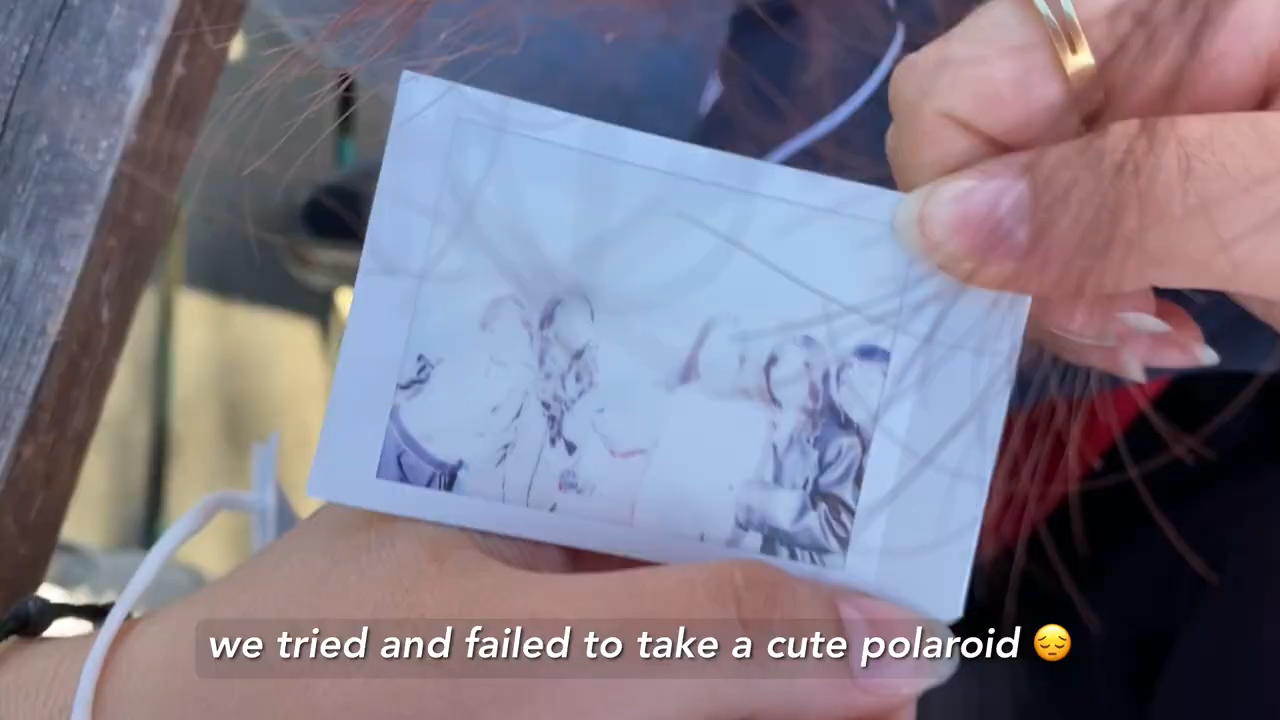 we tried and failed to take a cute polaroid 😔